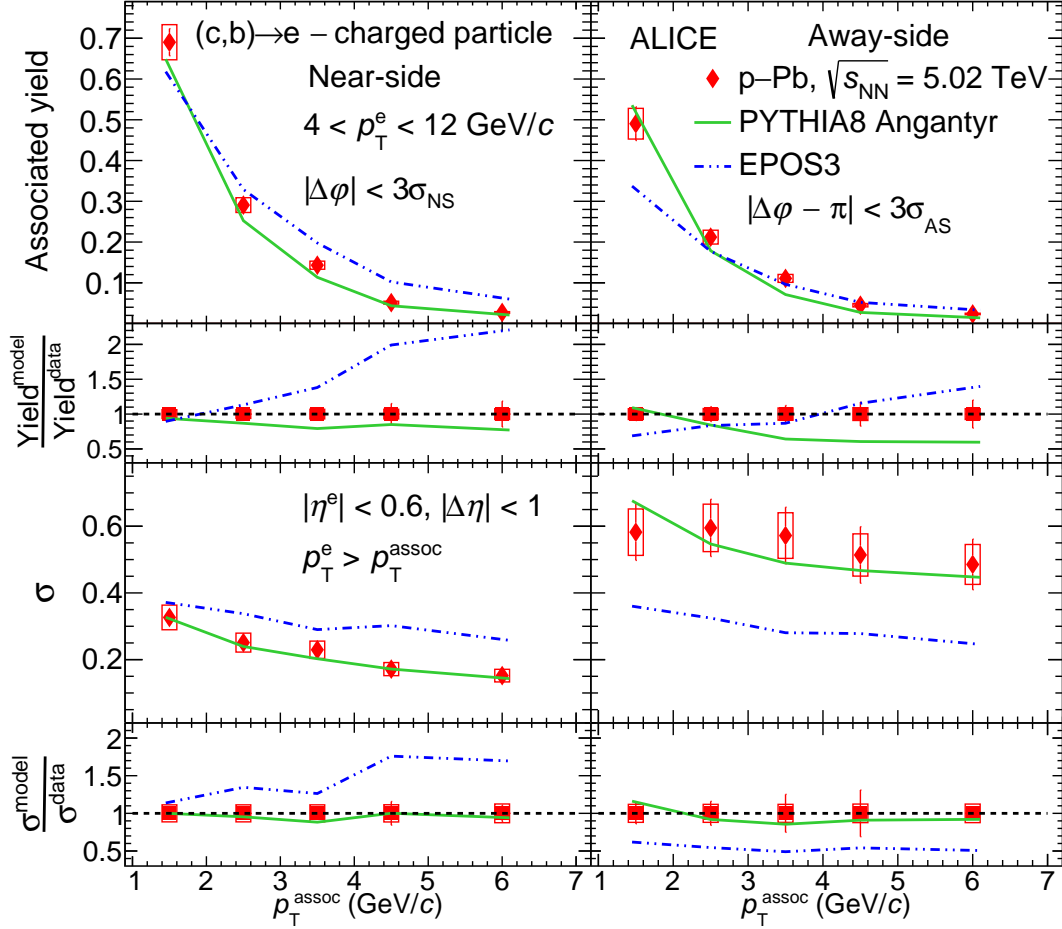 (c,b)→e – charged particle
Near-side
4 < p_T^e < 12 GeV/c
|Δφ| < 3σ_NS
Associated yield
0.7
0.6
0.5
0.4
0.3
0.2
0.1
ALICE
Away-side
p–Pb, √s_NN = 5.02 TeV
PYTHIA8 Angantyr
EPOS3
|Δφ – π| < 3σ_AS
Yield^model
Yield^data
2
1.5
1
0.5
|η^e| < 0.6, |Δη| < 1
p_T^e > p_T^assoc
σ
0.6
0.4
0.2
σ^model
σ^data
2
1.5
1
0.5
1 2 3 4 5 6 7
1 2 3 4 5 6 7
p_T^assoc (GeV/c)
p_T^assoc (GeV/c)